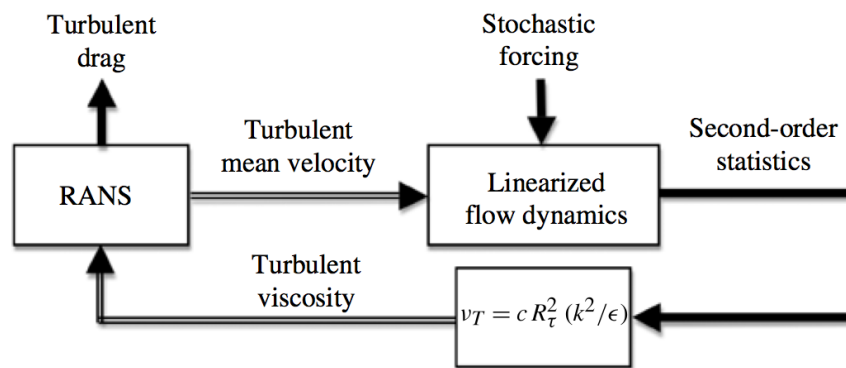 Turbulent
drag
Stochastic
forcing
Turbulent
mean velocity
Second-order
statistics
RANS
Linearized
flow dynamics
Turbulent
viscosity
ν_T = c R_τ^2 (k^2/ϵ)